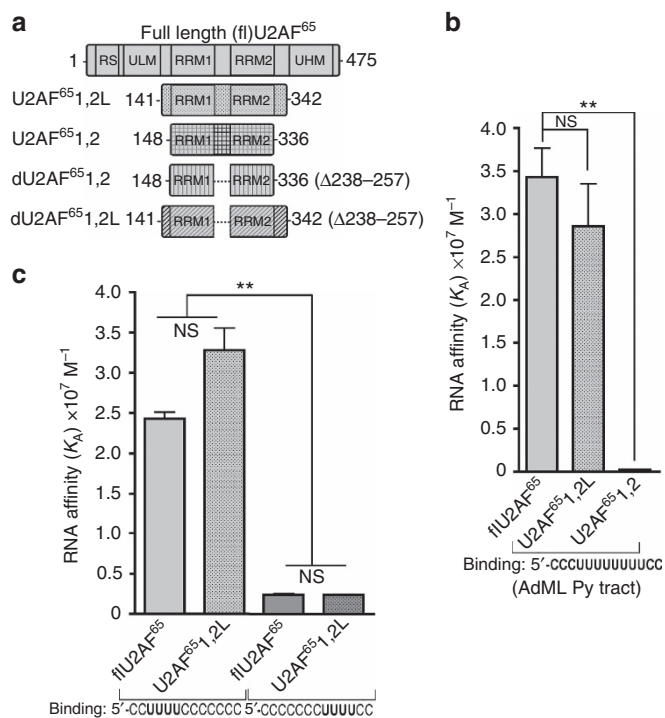 a
Full length (fl)U2AF⁶⁵
1 RS ULM RRM1 RRM2 UHM 475
U2AF⁶⁵1,2L 141 RRM1 RRM2 342
U2AF⁶⁵1,2 148 RRM1 RRM2 336
dU2AF⁶⁵1,2 148 RRM1 RRM2 336 (Δ238–257)
dU2AF⁶⁵1,2L 141 RRM1 RRM2 342 (Δ238–257)
b
**
NS
4.0
3.5
3.0
2.5
2.0
1.5
1.0
0.5
0
RNA affinity (K_A) ×10⁷ M⁻¹
flU2AF⁶⁵
U2AF⁶⁵1,2L
U2AF⁶⁵1,2
Binding: 5′-CCCUUUUUUUUCC
(AdML Py tract)
c
**
NS
NS
4.0
3.5
3.0
2.5
2.0
1.5
1.0
0.5
0
RNA affinity (K_A) ×10⁷ M⁻¹
flU2AF⁶⁵
U2AF⁶⁵1,2L
flU2AF⁶⁵
U2AF⁶⁵1,2L
Binding: 5′-CCUUUUCCCCCCC 5′-CCCCCCCUUUUCC